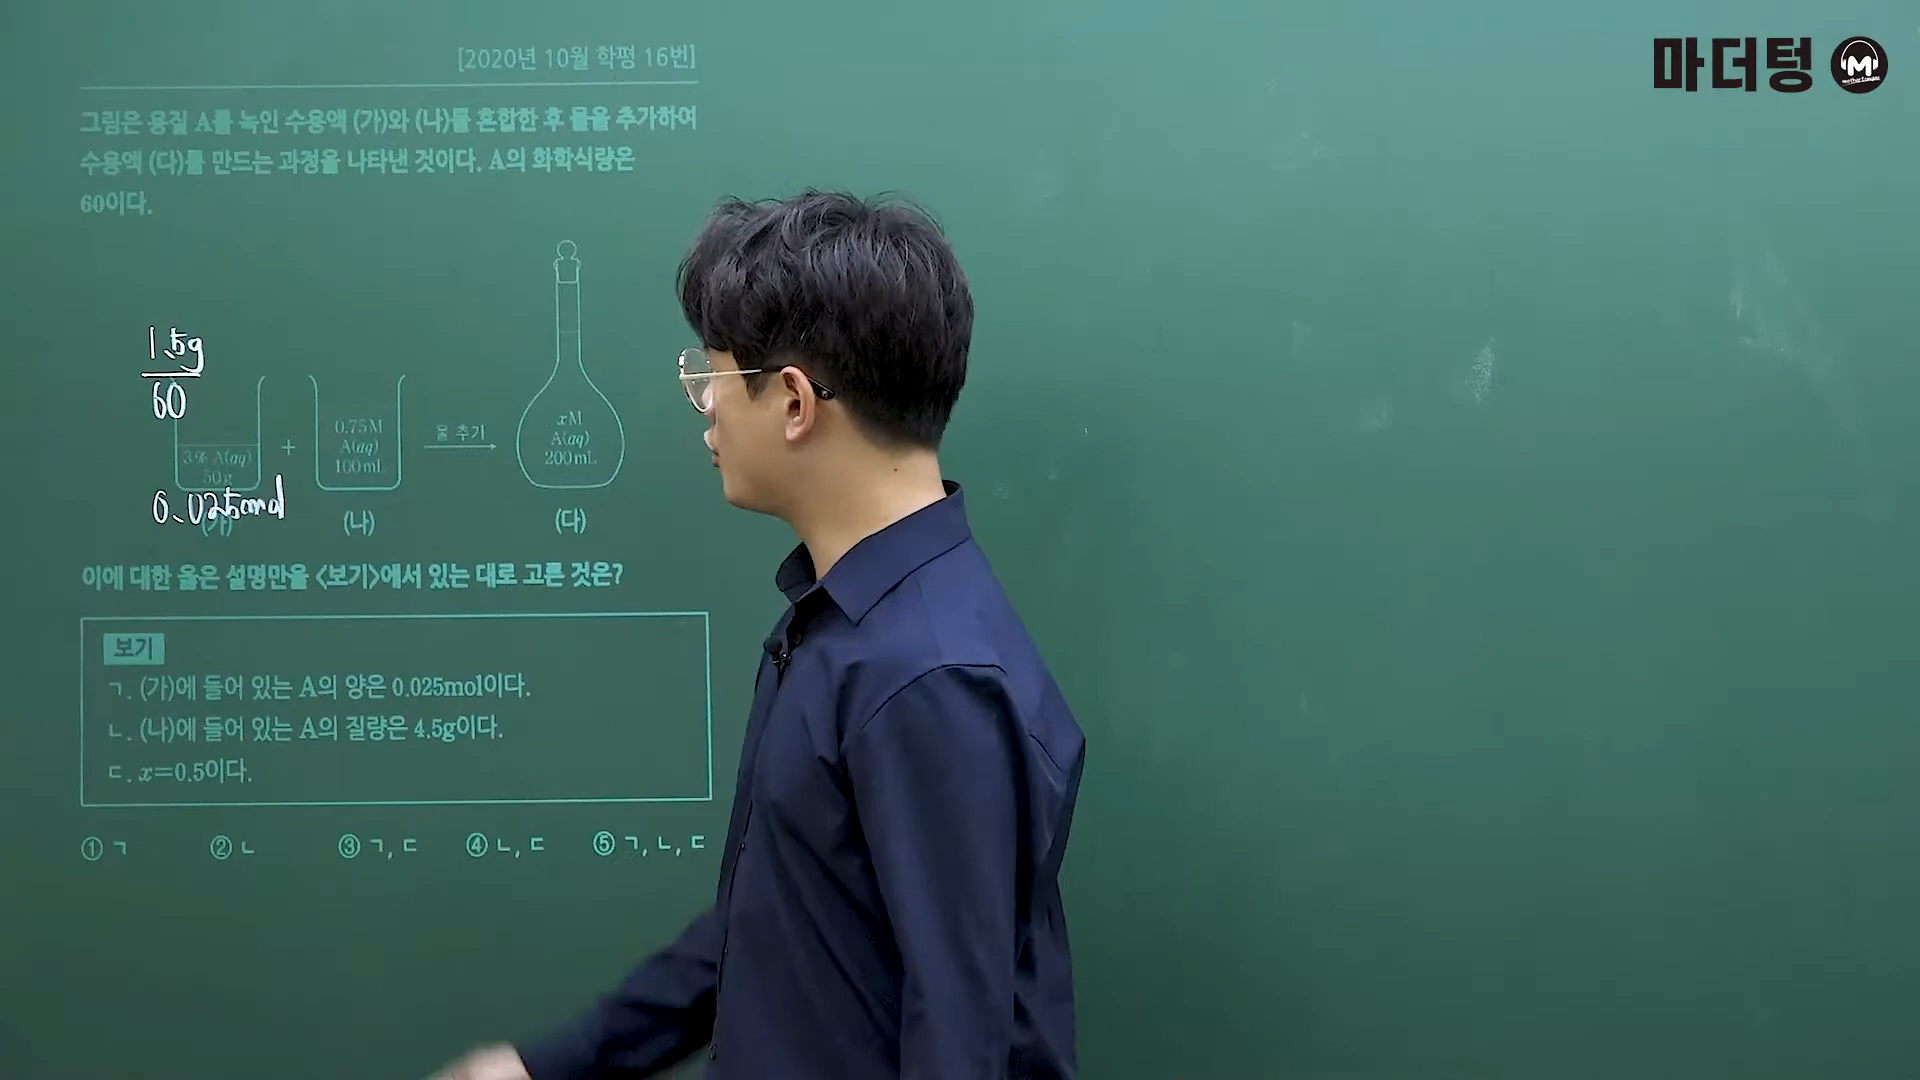 마더텅
M
[2020년 10월 학평 16번]
그림은 용질 A를 녹인 수용액 (가)와 (나)를 혼합한 후 물을 추가하여
수용액 (다)를 만드는 과정을 나타낸 것이다. A의 화학식량은
60이다.
1.5g
60
3% A(aq)
50g
+
0.75M
A(aq)
100mL
물 추가
xM
A(aq)
200mL
0.025mol
(가)
(나)
(다)
이에 대한 옳은 설명만을 <보기>에서 있는 대로 고른 것은?
보기
ㄱ. (가)에 들어 있는 A의 양은 0.025mol이다.
ㄴ. (나)에 들어 있는 A의 질량은 4.5g이다.
ㄷ. x=0.5이다.
① ㄱ ② ㄴ ③ ㄱ, ㄷ ④ ㄴ, ㄷ ⑤ ㄱ, ㄴ, ㄷ